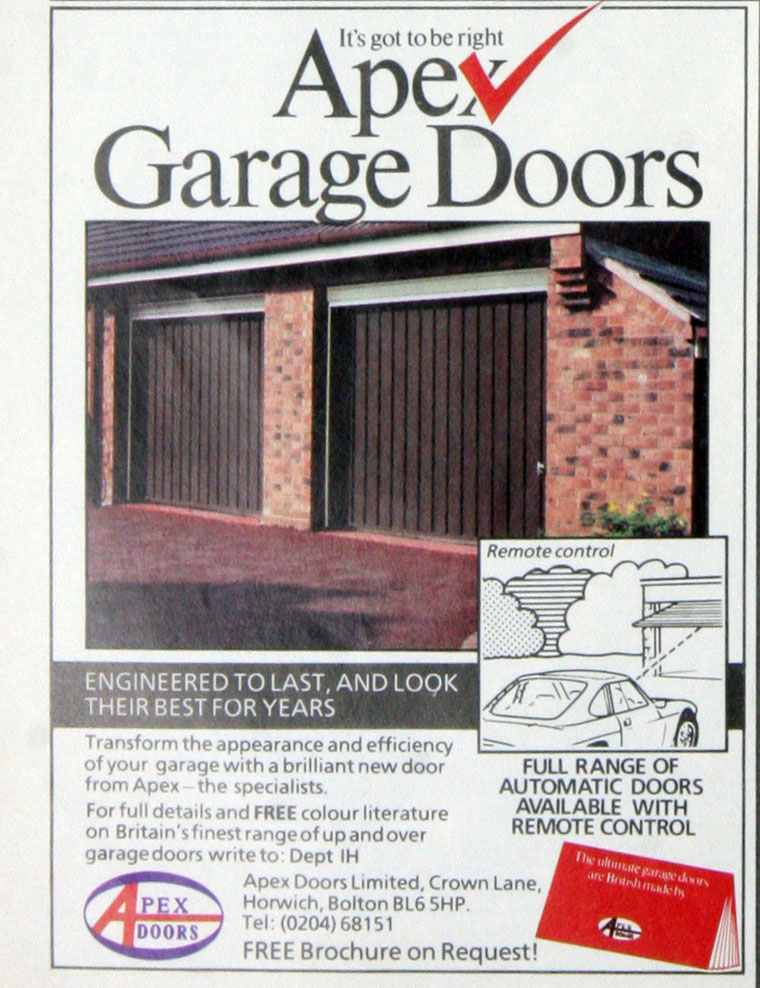 It's got to be right
Apex
Garage Doors
Remote control
ENGINEERED TO LAST, AND LOOK
THEIR BEST FOR YEARS
Transform the appearance and efficiency
of your garage with a brilliant new door
from Apex – the specialists.
For full details and FREE colour literature
on Britain's finest range of up and over
garage doors write to: Dept IH
FULL RANGE OF
AUTOMATIC DOORS
AVAILABLE WITH
REMOTE CONTROL
APEX
DOORS
Apex Doors Limited, Crown Lane,
Horwich, Bolton BL6 5HP.
Tel: (0204) 68151
FREE Brochure on Request!
The ultimate garage doors
are British made by